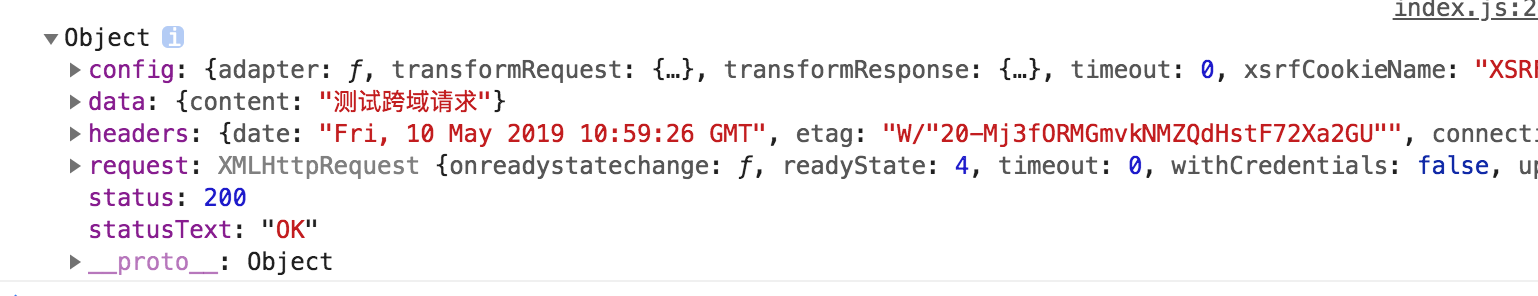 index.js:2
▼Object i
▶config: {adapter: ƒ, transformRequest: {…}, transformResponse: {…}, timeout: 0, xsrfCookieName: "XSRF
▶data: {content: "测试跨域请求"}
▶headers: {date: "Fri, 10 May 2019 10:59:26 GMT", etag: "W/"20-Mj3fORMGmvkNMZQdHstF72Xa2GU"", connecti
▶request: XMLHttpRequest {onreadystatechange: ƒ, readyState: 4, timeout: 0, withCredentials: false, up
status: 200
statusText: "OK"
▶__proto__: Object